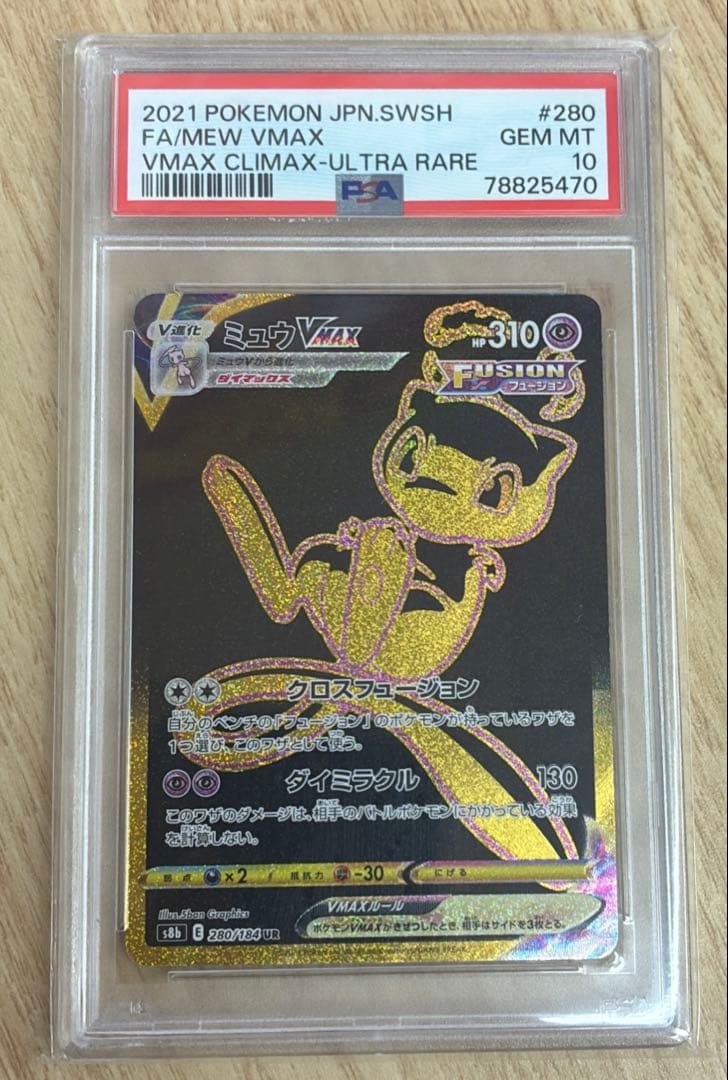 2021 POKEMON JPN.SWSH #280
FA/MEW VMAX GEM MT
VMAX CLIMAX-ULTRA RARE 10
PSA 78825470
V進化 ミュウVMAX HP 310
ミュウVから進化
ダイマックス
FUSION
フュージョン
クロスフュージョン
自分のベンチの「フュージョン」のポケモンが持っているワザを
1つ選び、このワザとして使う。
ダイミラクル 130
このワザのダメージは、相手のバトルポケモンにかかっている効果
を計算しない。
弱点 ×2 抵抗力 -30 にげる
Illus. 5ban Graphics
VMAXルール
ポケモンVMAXがきぜつしたとき、相手はサイドを3枚とる。
s8b E 280/184 UR